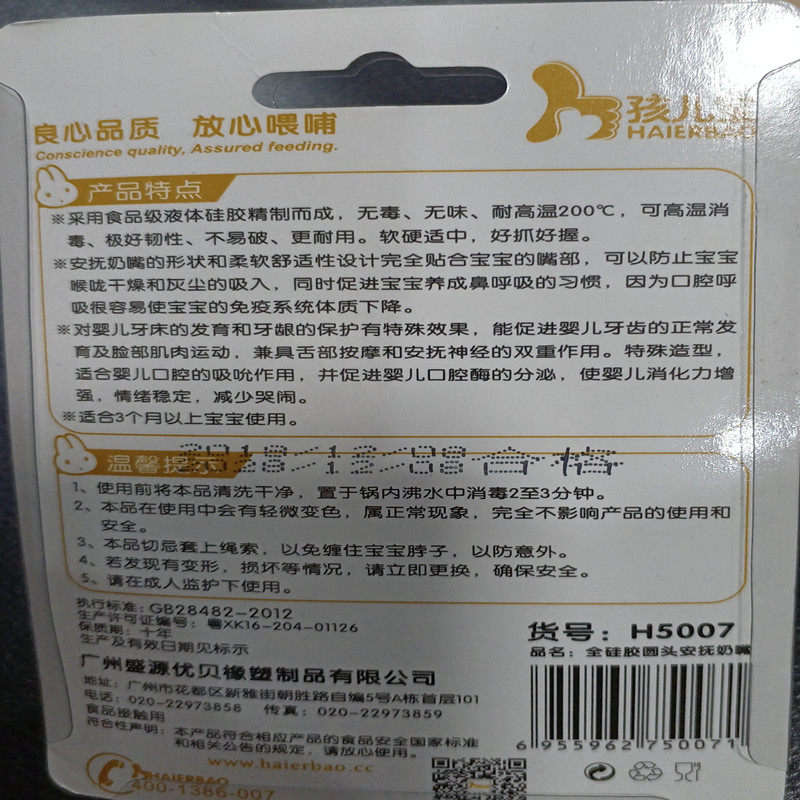 孩儿宝
HAIERBAO
良心品质 放心喂哺
Conscience quality, Assured feeding.
产品特点
※采用食品级液体硅胶精制而成，无毒、无味、耐高温200℃，可高温消
毒、极好韧性、不易破、更耐用。软硬适中，好抓好握。
※安抚奶嘴的形状和柔软舒适性设计完全贴合宝宝的嘴部，可以防止宝宝
喉咙干燥和灰尘的吸入，同时促进宝宝养成鼻呼吸的习惯，因为口腔呼
吸很容易使宝宝的免疫系统体质下降。
※对婴儿牙床的发育和牙龈的保护有特殊效果，能促进婴儿牙齿的正常发
育及脸部肌肉运动，兼具舌部按摩和安抚神经的双重作用。特殊造型，
适合婴儿口腔的吸吮作用，并促进婴儿口腔酶的分泌，使婴儿消化力增
强，情绪稳定，减少哭闹。
※适合3个月以上宝宝使用。
温馨提示
合格
1、使用前将本品清洗干净，置于锅内沸水中消毒2至3分钟。
2、本品在使用中会有轻微变色，属正常现象，完全不影响产品的使用和
安全。
3、本品切忌套上绳索，以免缠住宝宝脖子，以防意外。
4、若发现有变形，损坏等情况，请立即更换，确保安全。
5、请在成人监护下使用。
执行标准：GB28482-2012
生产许可证编号：粤XK16-204-01126
保质期：十年
生产及有效日期见标示
广州盛源优贝橡塑制品有限公司
地址：广州市花都区新雅街朝胜路自编5号A栋首层101
电话：020-22973858 传真：020-22973859
食品接触用
符合性声明：本产品符合相应产品的食品安全国家标准
和相关公告的规定，请放心使用。
www.haierbao.cc
HAIERBAO
400-1386-007
货号：H5007
品名：全硅胶圆头安抚奶嘴
6 955962 750071